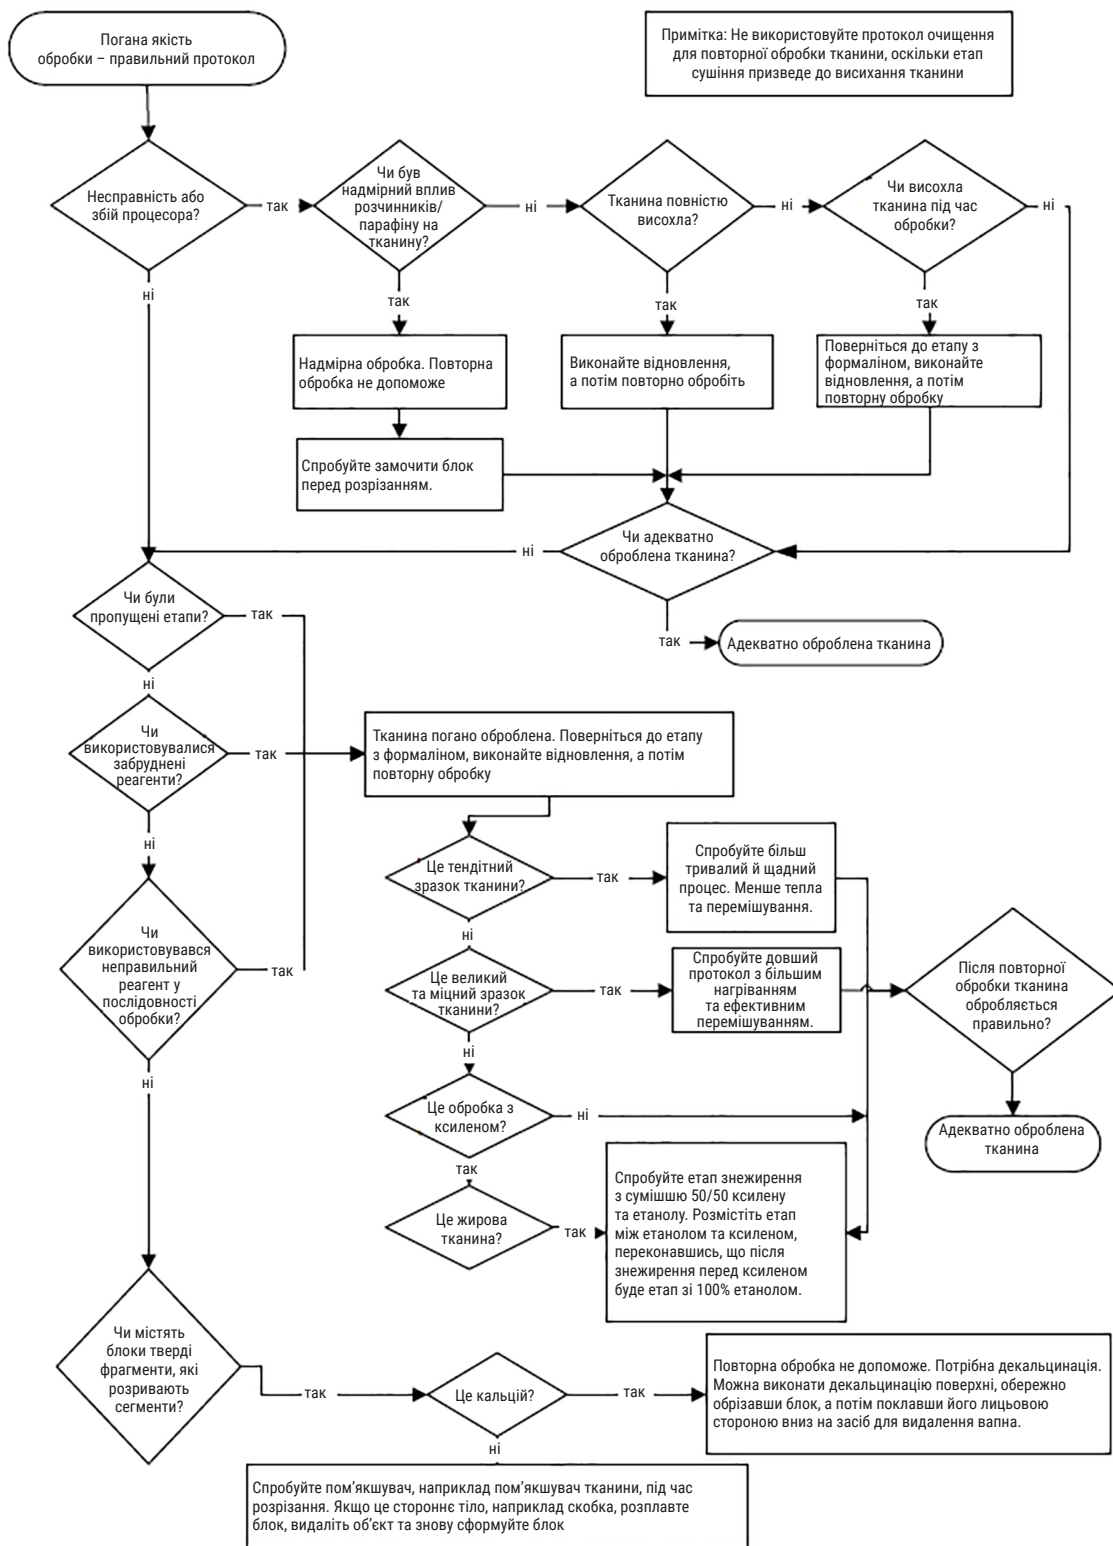 Погана якість
обробки – правильний протокол
Примітка: Не використовуйте протокол очищення
для повторної обробки тканини, оскільки етап
сушіння призведе до висихання тканини
Несправність або
збій процесора?
так
Чи був
надмірний вплив
розчинників/
парафіну на
тканину?
ні
Тканина повністю
висохла?
ні
Чи висохла
тканина під час
обробки?
ні
ні
так
так
так
Надмірна обробка. Повторна
обробка не допоможе
Виконайте відновлення,
а потім повторно обробіть
Поверніться до етапу з
формаліном, виконайте
відновлення, а потім
повторну обробку
Спробуйте замочити блок
перед розрізанням.
Чи адекватно
оброблена тканина?
ні
так
Адекватно оброблена тканина
Чи були
пропущені етапи?
так
ні
Чи
використовувалися
забруднені
реагенти?
так
Тканина погано оброблена. Поверніться до етапу
з формаліном, виконайте відновлення, а потім
повторну обробку
ні
Це тендітний
зразок тканини?
так
Спробуйте більш
тривалий й щадний
процес. Менше тепла
та перемішування.
ні
Чи
використовувався
неправильний
реагент у
послідовності
обробки?
так
Це великий
та міцний зразок
тканини?
так
Спробуйте довший
протокол з більшим
нагріванням
та ефективним
перемішуванням.
Після повторної
обробки тканина
обробляється
правильно?
ні
ні
Це обробка з
ксиленом?
ні
Адекватно оброблена
тканина
так
Це жирова
тканина?
так
Спробуйте етап знежирення
з сумішшю 50/50 ксилену
та етанолу. Розмістіть етап
між етанолом та ксиленом,
переконавшись, що після
знежирення перед ксиленом
буде етап зі 100% етанолом.
Чи містять
блоки тверді
фрагменти, які
розривають
сегменти?
так
Це кальцій?
так
Повторна обробка не допоможе. Потрібна декальцинація.
Можна виконати декальцинацію поверхні, обережно
обрізавши блок, а потім поклавши його лицьовою
стороною вниз на засіб для видалення вапна.
ні
Спробуйте пом’якшувач, наприклад пом’якшувач тканини, під час
розрізання. Якщо це стороннє тіло, наприклад скобка, розплавте
блок, видаліть об’єкт та знову сформуйте блок